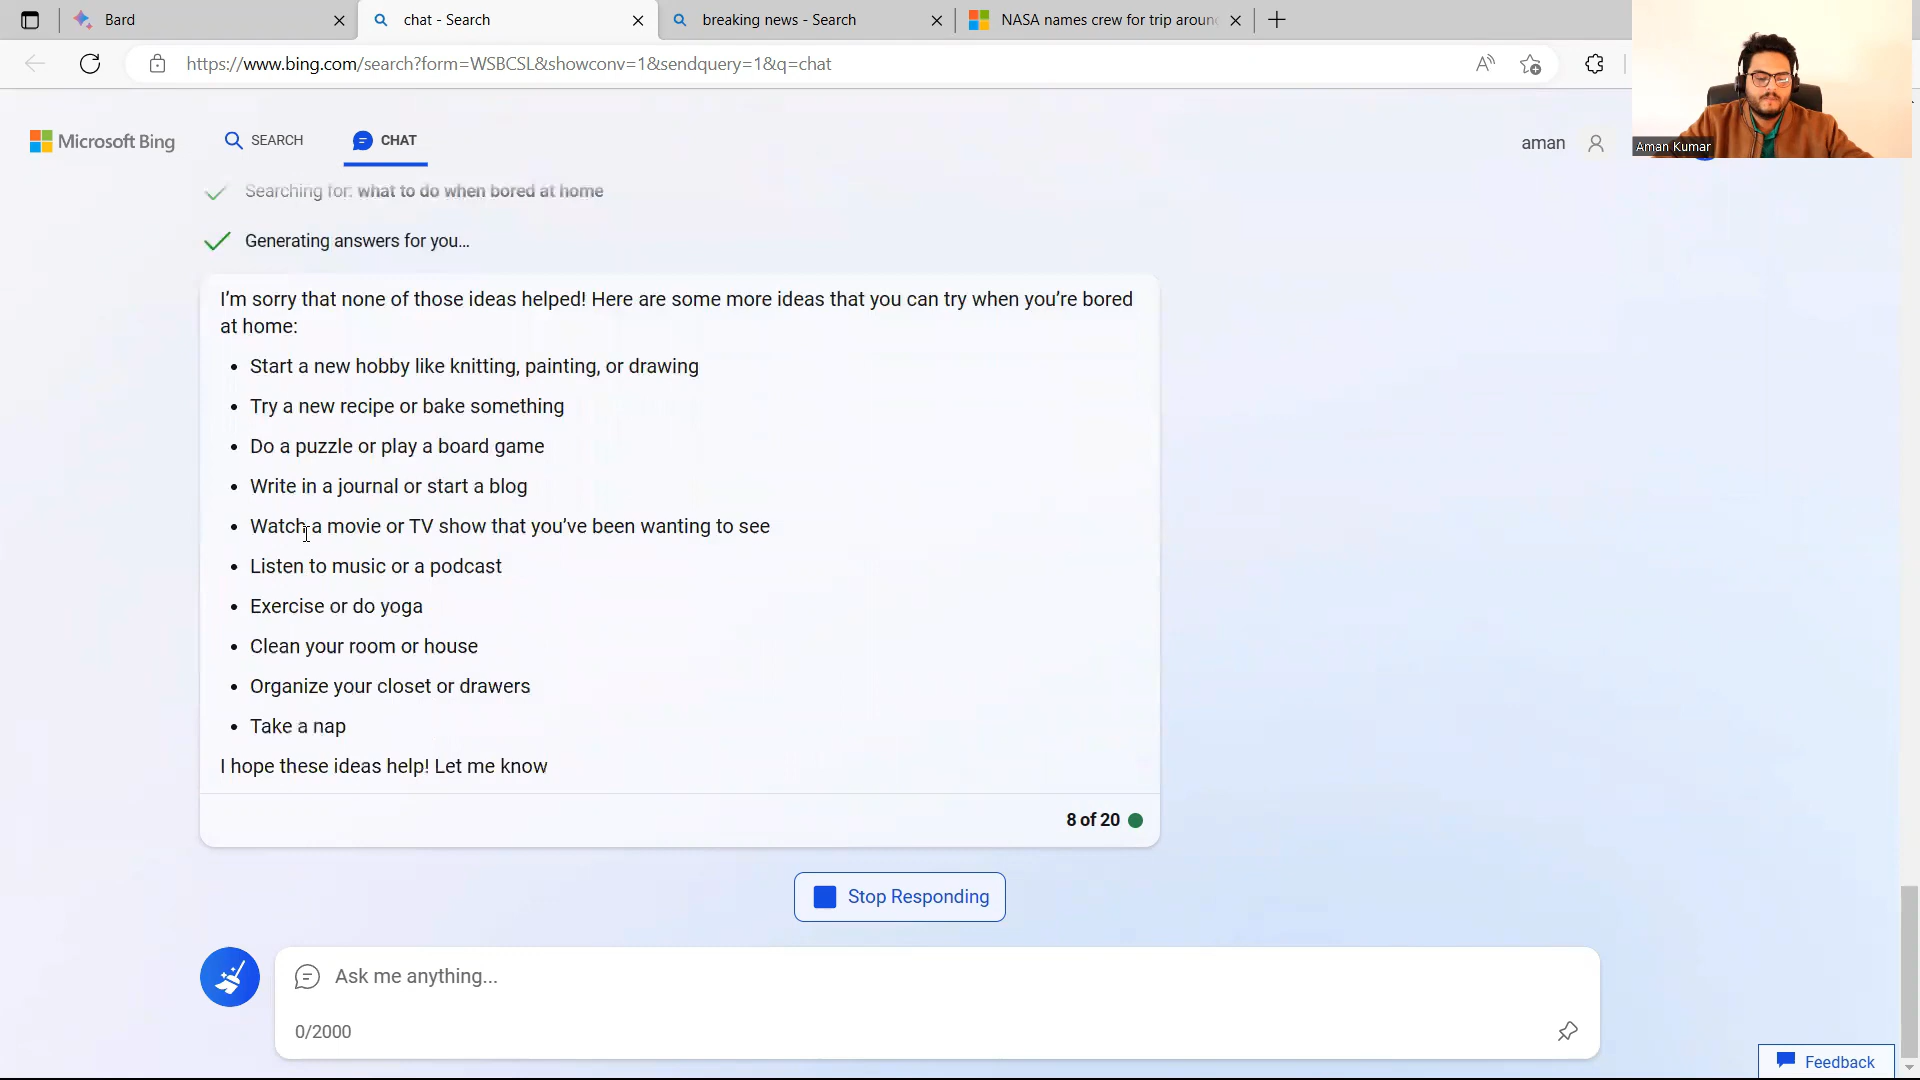 Bard
chat - Search
breaking news - Search
NASA names crew for trip aroun
https://www.bing.com/search?form=WSBCSL&showconv=1&sendquery=1&q=chat
Microsoft Bing
SEARCH
CHAT
aman
Aman Kumar
Searching for: what to do when bored at home
Generating answers for you...
I'm sorry that none of those ideas helped! Here are some more ideas that you can try when you're bored
at home:
• Start a new hobby like knitting, painting, or drawing
• Try a new recipe or bake something
• Do a puzzle or play a board game
• Write in a journal or start a blog
• Watch a movie or TV show that you've been wanting to see
• Listen to music or a podcast
• Exercise or do yoga
• Clean your room or house
• Organize your closet or drawers
• Take a nap
I hope these ideas help! Let me know
8 of 20
Stop Responding
Ask me anything...
0/2000
Feedback